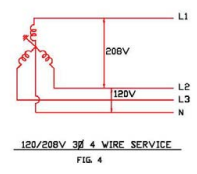 L1
208V
L2
120V
L3
N
120/208V 3Ø 4 WIRE SERVICE
FIG. 4